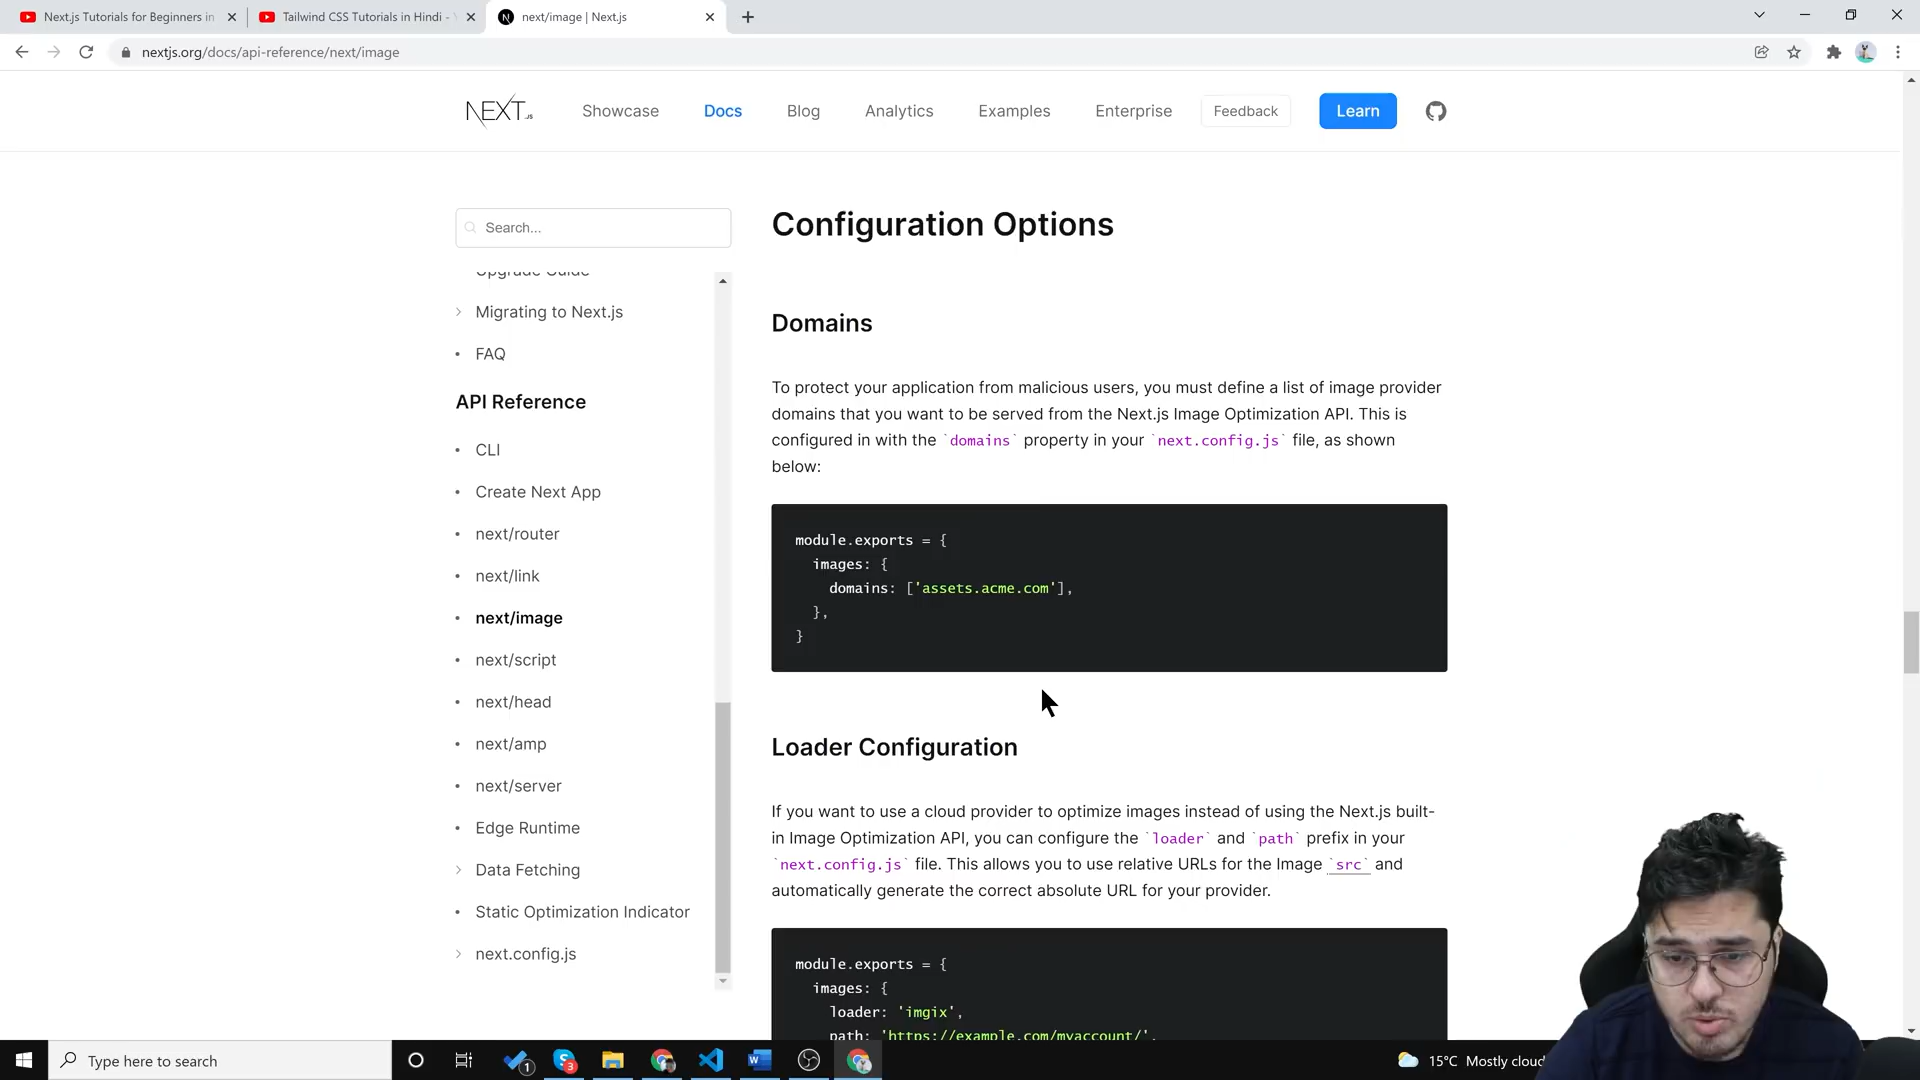 Next.js Tutorials for Beginners in
Tailwind CSS Tutorials in Hindi -
next/image | Next.js
nextjs.org/docs/api-reference/next/image
NEXT.JS
Showcase
Docs
Blog
Analytics
Examples
Enterprise
Feedback
Learn
Search...
Upgrade Guide
Migrating to Next.js
FAQ
API Reference
CLI
Create Next App
next/router
next/link
next/image
next/script
next/head
next/amp
next/server
Edge Runtime
Data Fetching
Static Optimization Indicator
next.config.js
Configuration Options
Domains
To protect your application from malicious users, you must define a list of image provider
domains that you want to be served from the Next.js Image Optimization API. This is
configured in with the `domains` property in your `next.config.js` file, as shown
below:
module.exports = {
images: {
domains: ['assets.acme.com'],
},
}
Loader Configuration
If you want to use a cloud provider to optimize images instead of using the Next.js built-
in Image Optimization API, you can configure the `loader` and `path` prefix in your
`next.config.js` file. This allows you to use relative URLs for the Image `src` and
automatically generate the correct absolute URL for your provider.
module.exports = {
images: {
loader: 'imgix',
path: 'https://example.com/myaccount/',
Type here to search
1
3
15°C Mostly cloud